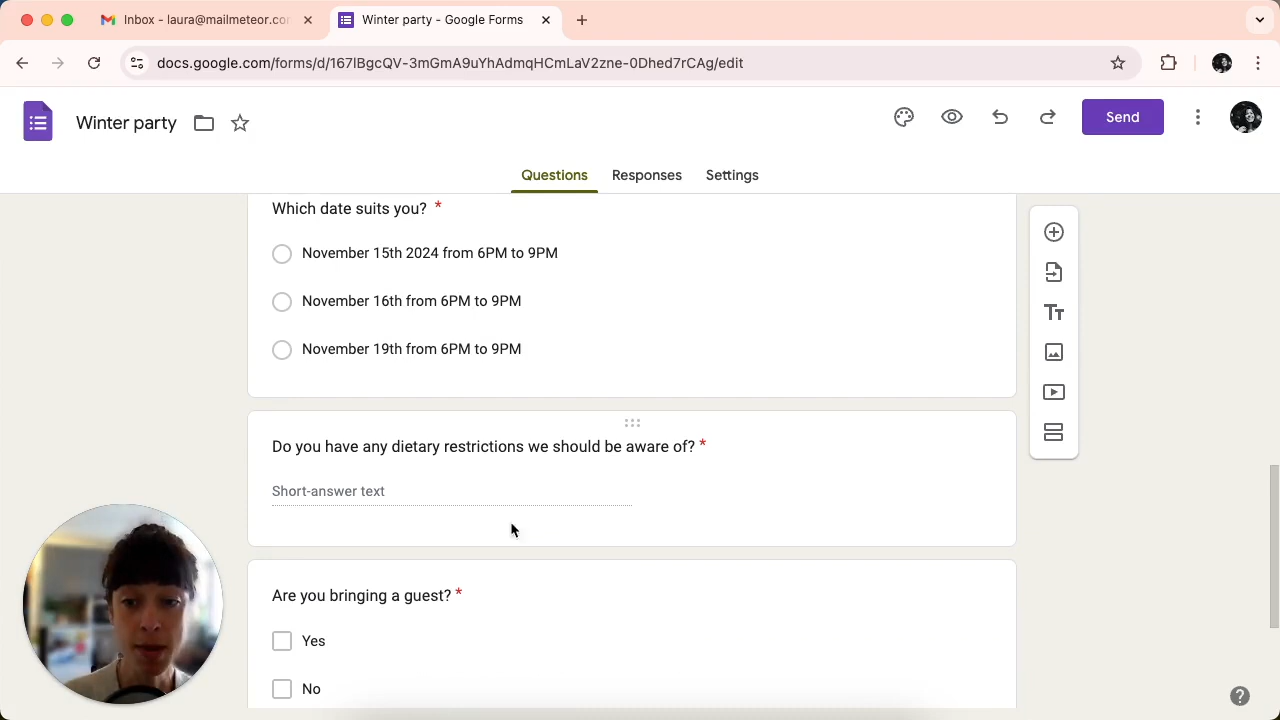 Inbox - laura@mailmeteor.co
Winter party - Google Forms
docs.google.com/forms/d/167IBgcQV-3mGmA9uYhAdmqHCmLaV2zne-0Dhed7rCAg/edit
Winter party
Send
Questions
Responses
Settings
Which date suits you? *
November 15th 2024 from 6PM to 9PM
November 16th from 6PM to 9PM
November 19th from 6PM to 9PM
Do you have any dietary restrictions we should be aware of? *
Short-answer text
Are you bringing a guest? *
Yes
No